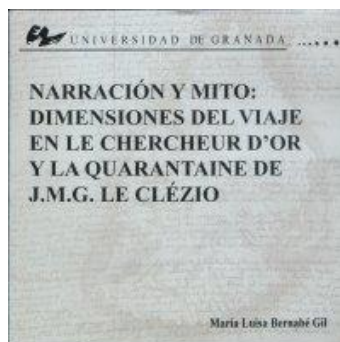 UNIVERSIDAD DE GRANADA
NARRACIÓN Y MITO:
DIMENSIONES DEL VIAJE
EN LE CHERCHEUR D'OR
Y LA QUARANTAINE DE
J.M.G. LE CLÉZIO
María Luisa Bernabé Gil